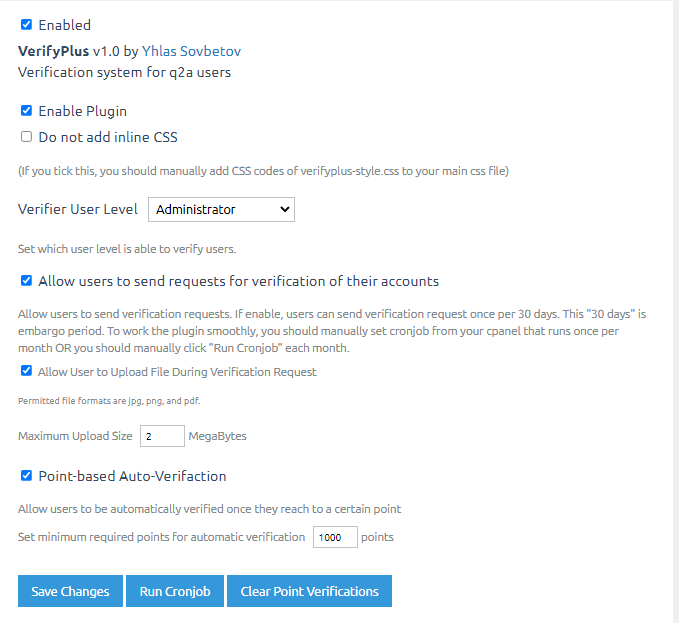 Enabled
VerifyPlus v1.0 by Yhlas Sovbetov
Verification system for q2a users
Enable Plugin
Do not add inline CSS
(If you tick this, you should manually add CSS codes of verifyplus-style.css to your main css file)
Verifier User Level Administrator
Set which user level is able to verify users.
Allow users to send requests for verification of their accounts
Allow users to send verification requests. If enable, users can send verification request once per 30 days. This "30 days" is
embargo period. To work the plugin smoothly, you should manually set cronjob from your cpanel that runs once per
month OR you should manually click "Run Cronjob" each month.
Allow User to Upload File During Verification Request
Permitted file formats are jpg, png, and pdf.
Maximum Upload Size 2 MegaBytes
Point-based Auto-Verifaction
Allow users to be automatically verified once they reach to a certain point
Set minimum required points for automatic verification 1000 points
Save Changes Run Cronjob Clear Point Verifications